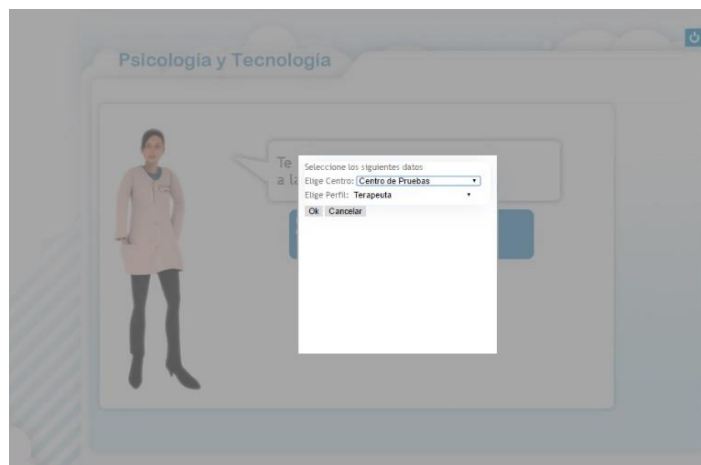 Psicología y Tecnología
Te
a la
Seleccione los siguientes datos
Elige Centro: Centro de Pruebas
Elige Perfil: Terapeuta
Ok Cancelar